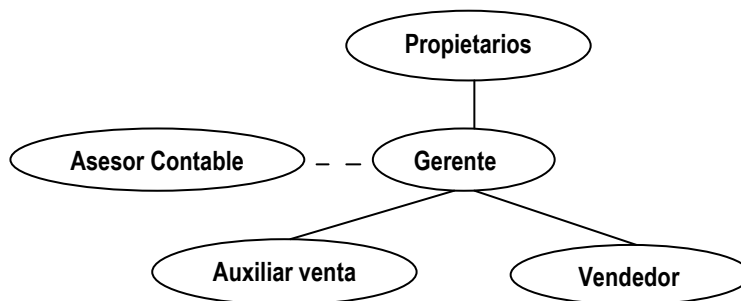 Propietarios
Asesor Contable
Gerente
Auxiliar venta
Vendedor